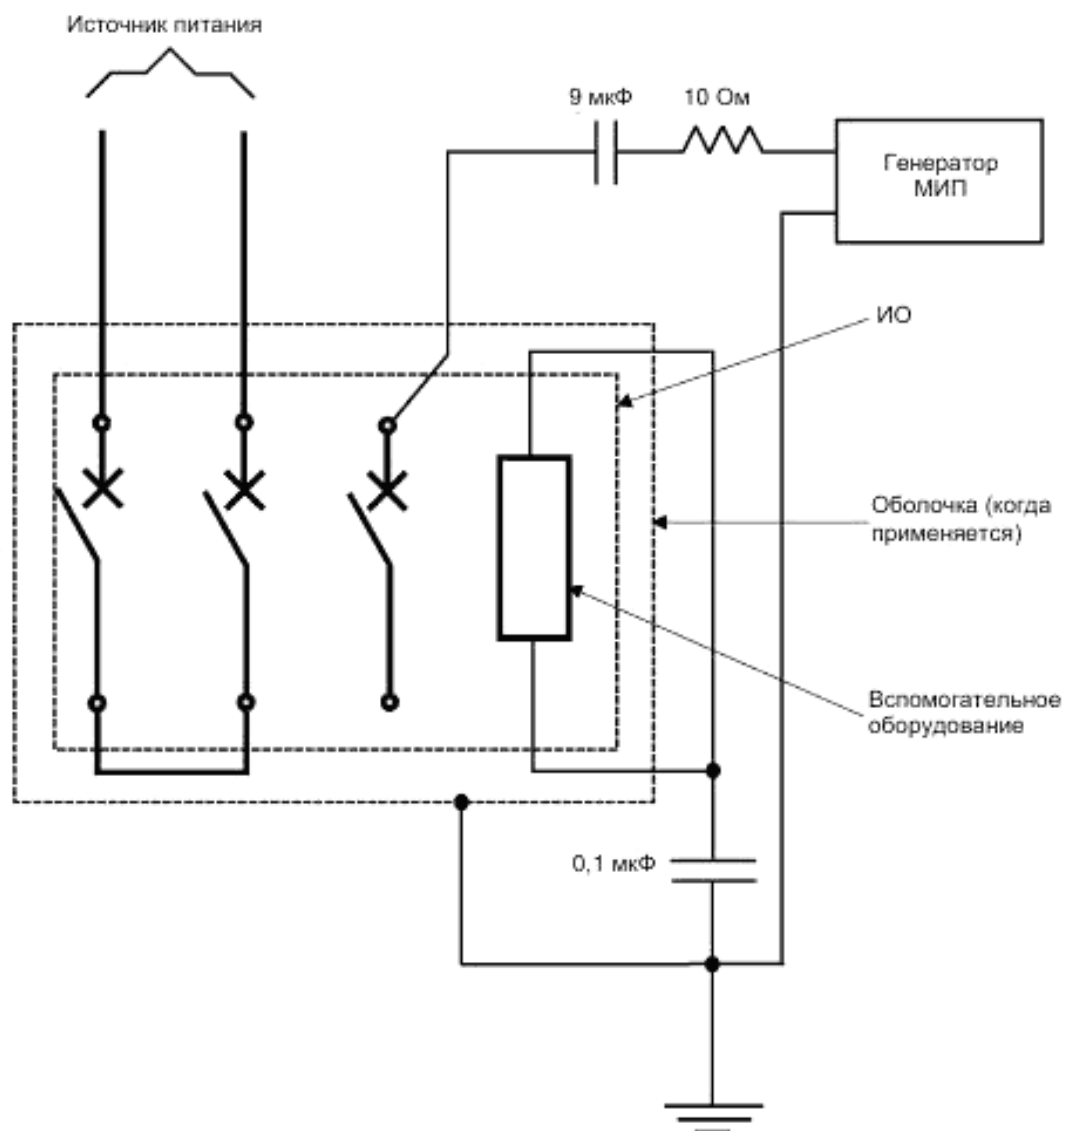 Источник питания
9 мкФ
10 Ом
Генератор
МИП
ИО
Оболочка (когда
применяется)
Вспомогательное
оборудование
0,1 мкФ